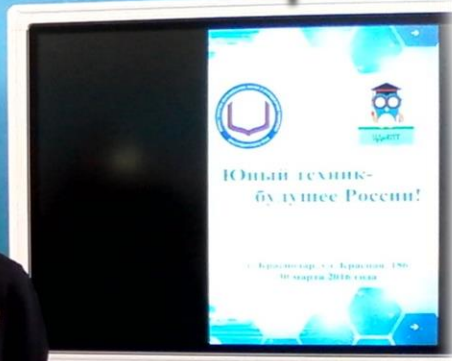 Юный техник-
будущее России!
г. Краснодар, ул. Красная, 186
30 марта 2016 года